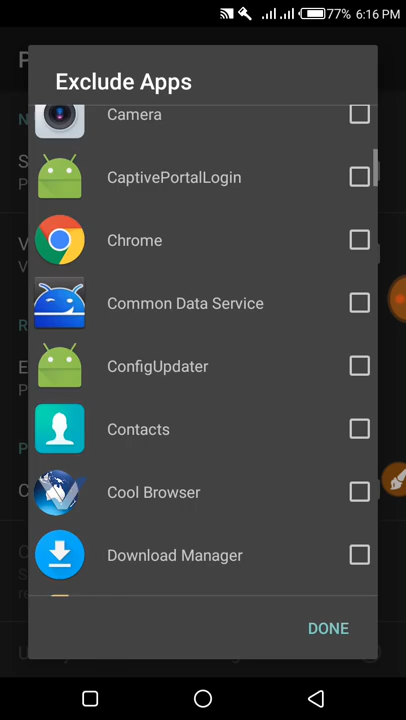 77% 6:16 PM
Exclude Apps
Camera
CaptivePortalLogin
Chrome
Common Data Service
ConfigUpdater
Contacts
Cool Browser
Download Manager
DONE